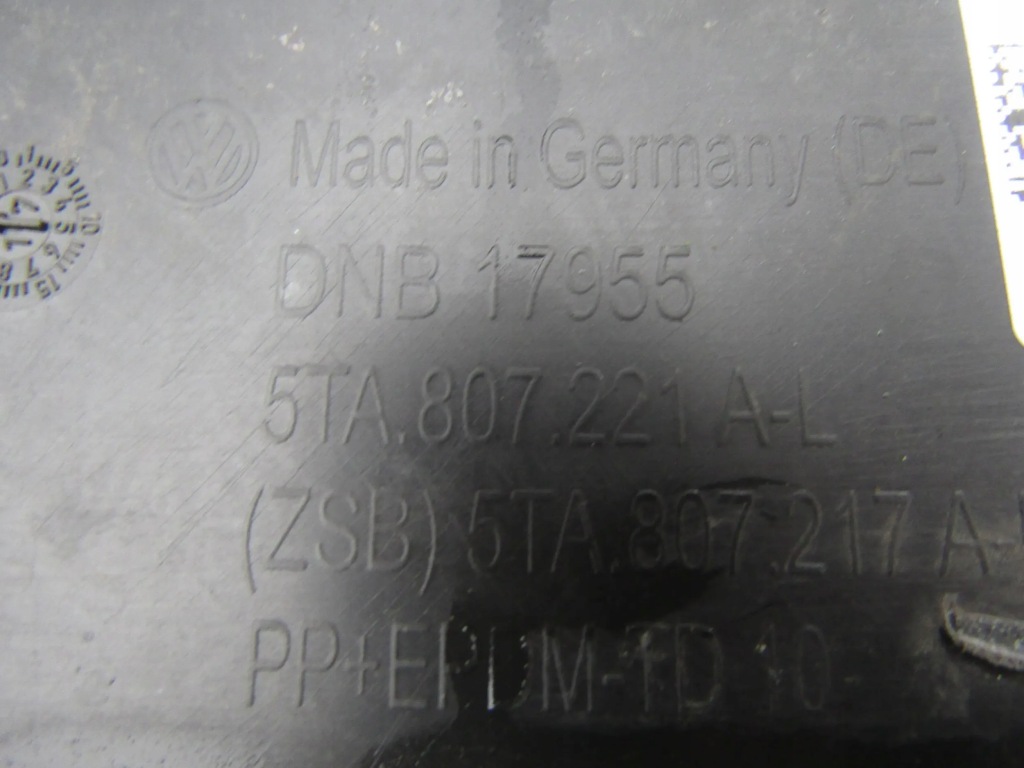 Made in Germany (DE)
DNB 17955
5TA.807.221 A-L
(ZSB) 5TA.807.217 A
PP+EPDM-TD 10